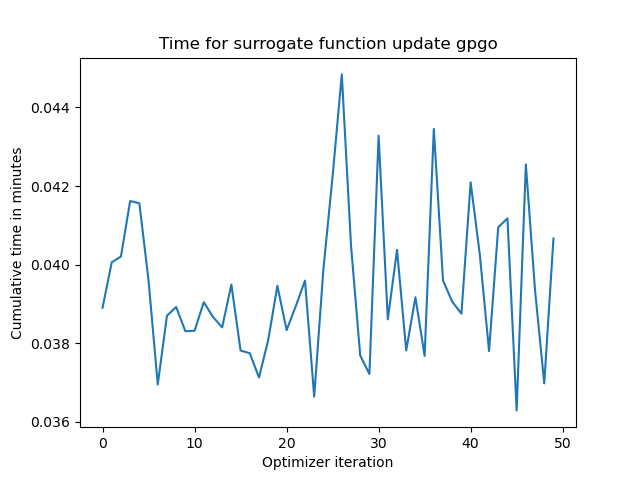 Time for surrogate function update gpgo
Cumulative time in minutes
0.044
0.042
0.040
0.038
0.036
0 10 20 30 40 50
Optimizer iteration